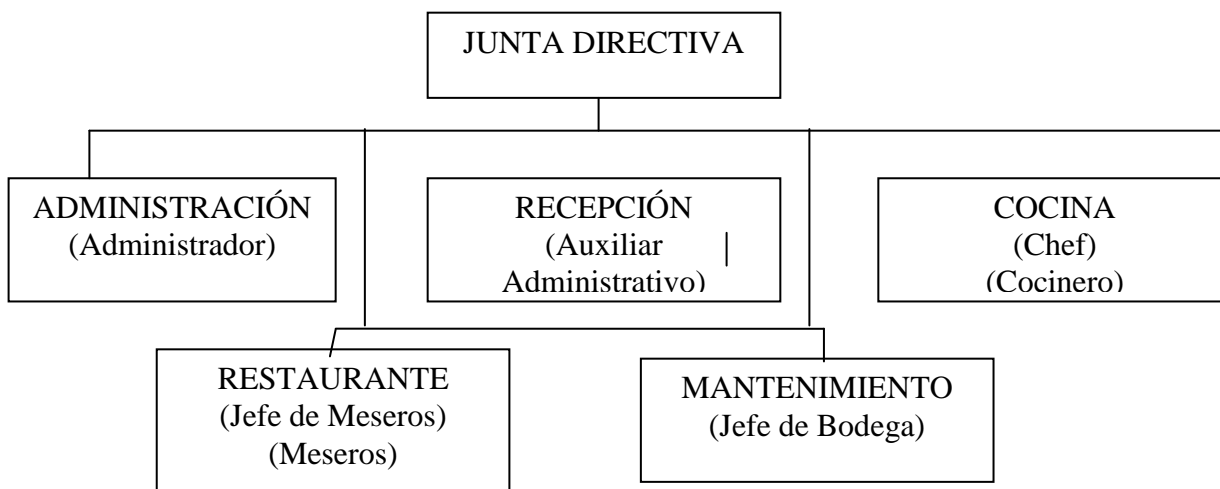 JUNTA DIRECTIVA
ADMINISTRACIÓN
(Administrador)
RECEPCIÓN
(Auxiliar
Administrativo)
COCINA
(Chef)
(Cocinero)
RESTAURANTE
(Jefe de Meseros)
(Meseros)
MANTENIMIENTO
(Jefe de Bodega)